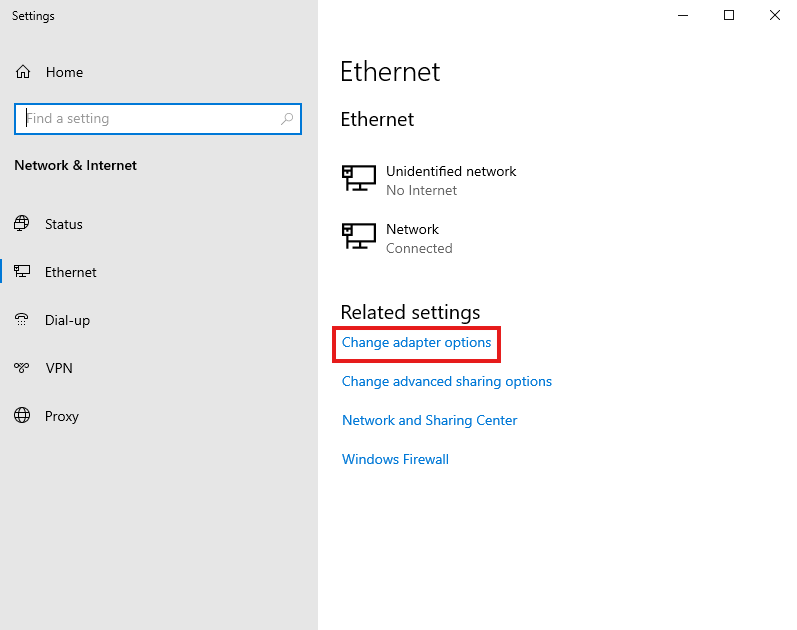 Settings
Home
Find a setting
Network & Internet
Status
Ethernet
Dial-up
VPN
Proxy
Ethernet
Ethernet
Unidentified network
No Internet
Network
Connected
Related settings
Change adapter options
Change advanced sharing options
Network and Sharing Center
Windows Firewall